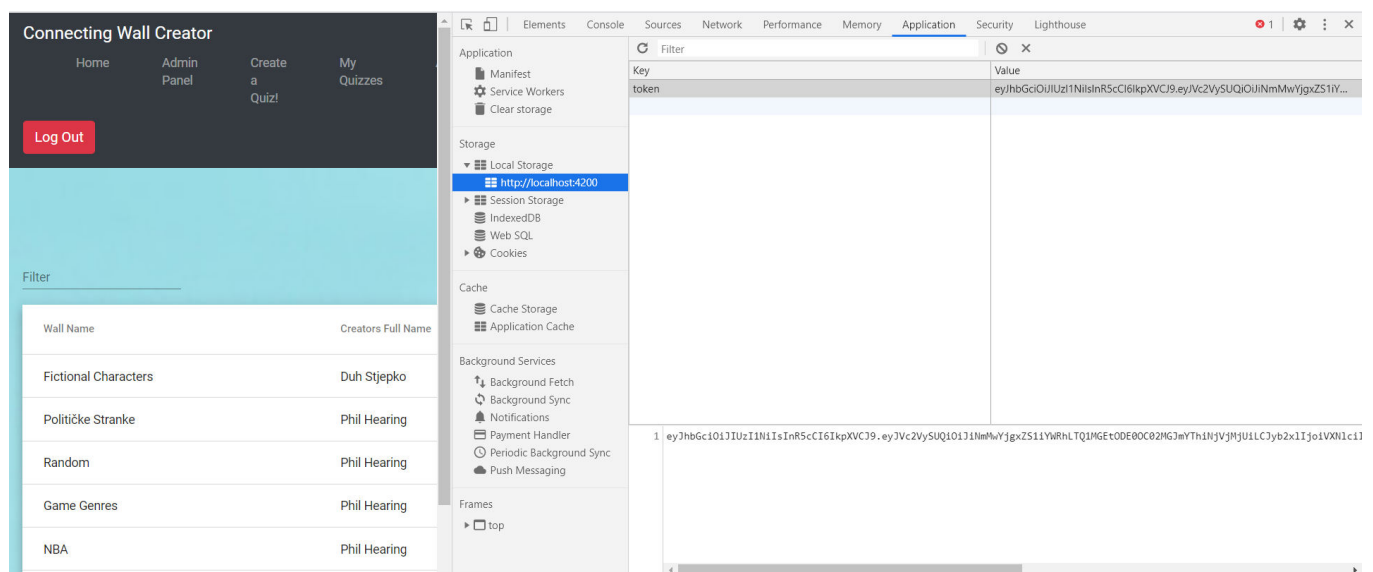 Connecting Wall Creator
Home
Admin
Panel
Create
a
Quiz!
My
Quizzes
Log Out
Filter
Wall Name Creators Full Name
Fictional Characters Duh Stjepko
Političke Stranke Phil Hearing
Random Phil Hearing
Game Genres Phil Hearing
NBA Phil Hearing
Elements Console Sources Network Performance Memory Application Security Lighthouse 1
Application
Manifest
Service Workers
Clear storage
Storage
Local Storage
http://localhost:4200
Session Storage
IndexedDB
Web SQL
Cookies
Cache
Cache Storage
Application Cache
Background Services
Background Fetch
Background Sync
Notifications
Payment Handler
Periodic Background Sync
Push Messaging
Frames
top
Filter
Key Value
token
1